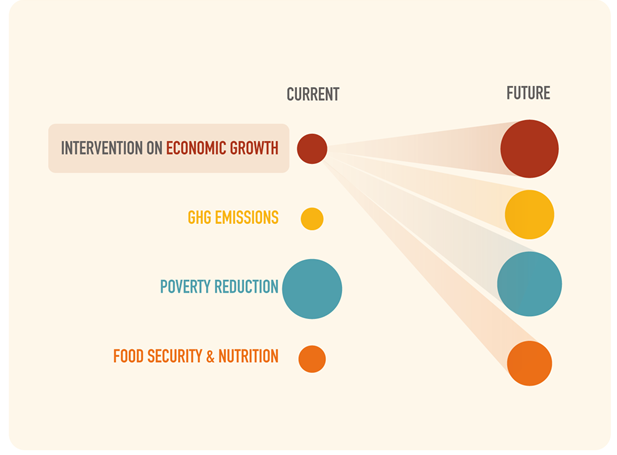 CURRENT
FUTURE
INTERVENTION ON ECONOMIC GROWTH
GHG EMISSIONS
POVERTY REDUCTION
FOOD SECURITY & NUTRITION